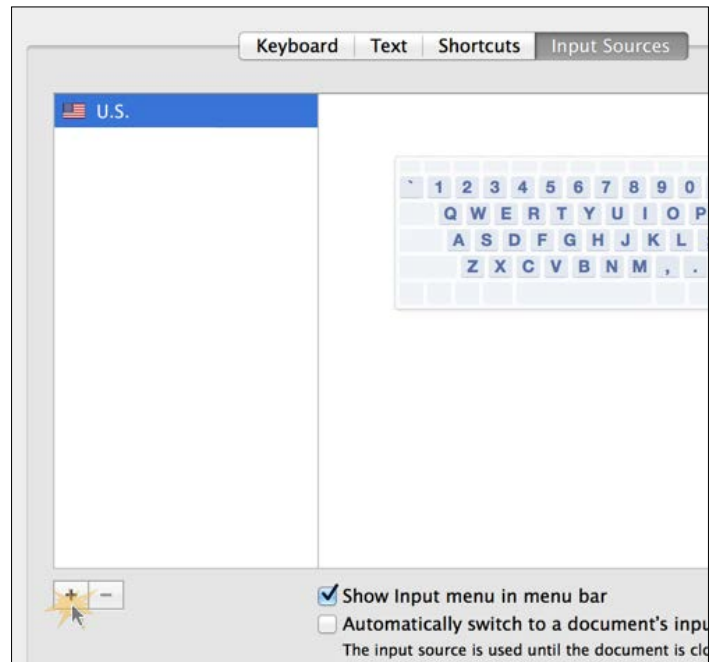 Keyboard Text Shortcuts Input Sources
U.S.
` 1 2 3 4 5 6 7 8 9 0
Q W E R T Y U I O P
A S D F G H J K L
Z X C V B N M , .
+ −
Show Input menu in menu bar
Automatically switch to a document's inpu
The input source is used until the document is clo